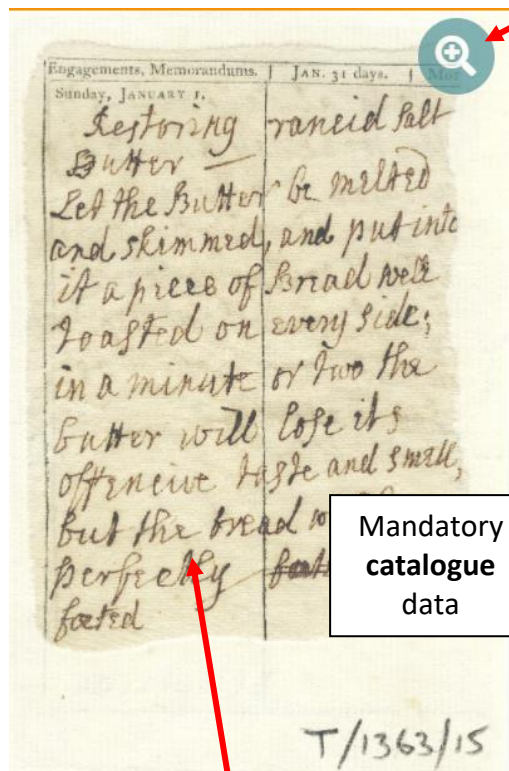 Engagements, Memorandums. | JAN. 31 days. |
Sunday, JANUARY 1.
Restoring rancid salt
Butter —
Let the Butter be melted
and skimmed, and put into
it a piece of Bread well
toasted on every side;
in a minute or two the
butter will lose its
offencive taste and smell,
but the bread
perfectly
foeted
Mandatory
catalogue
data
T/1363/15